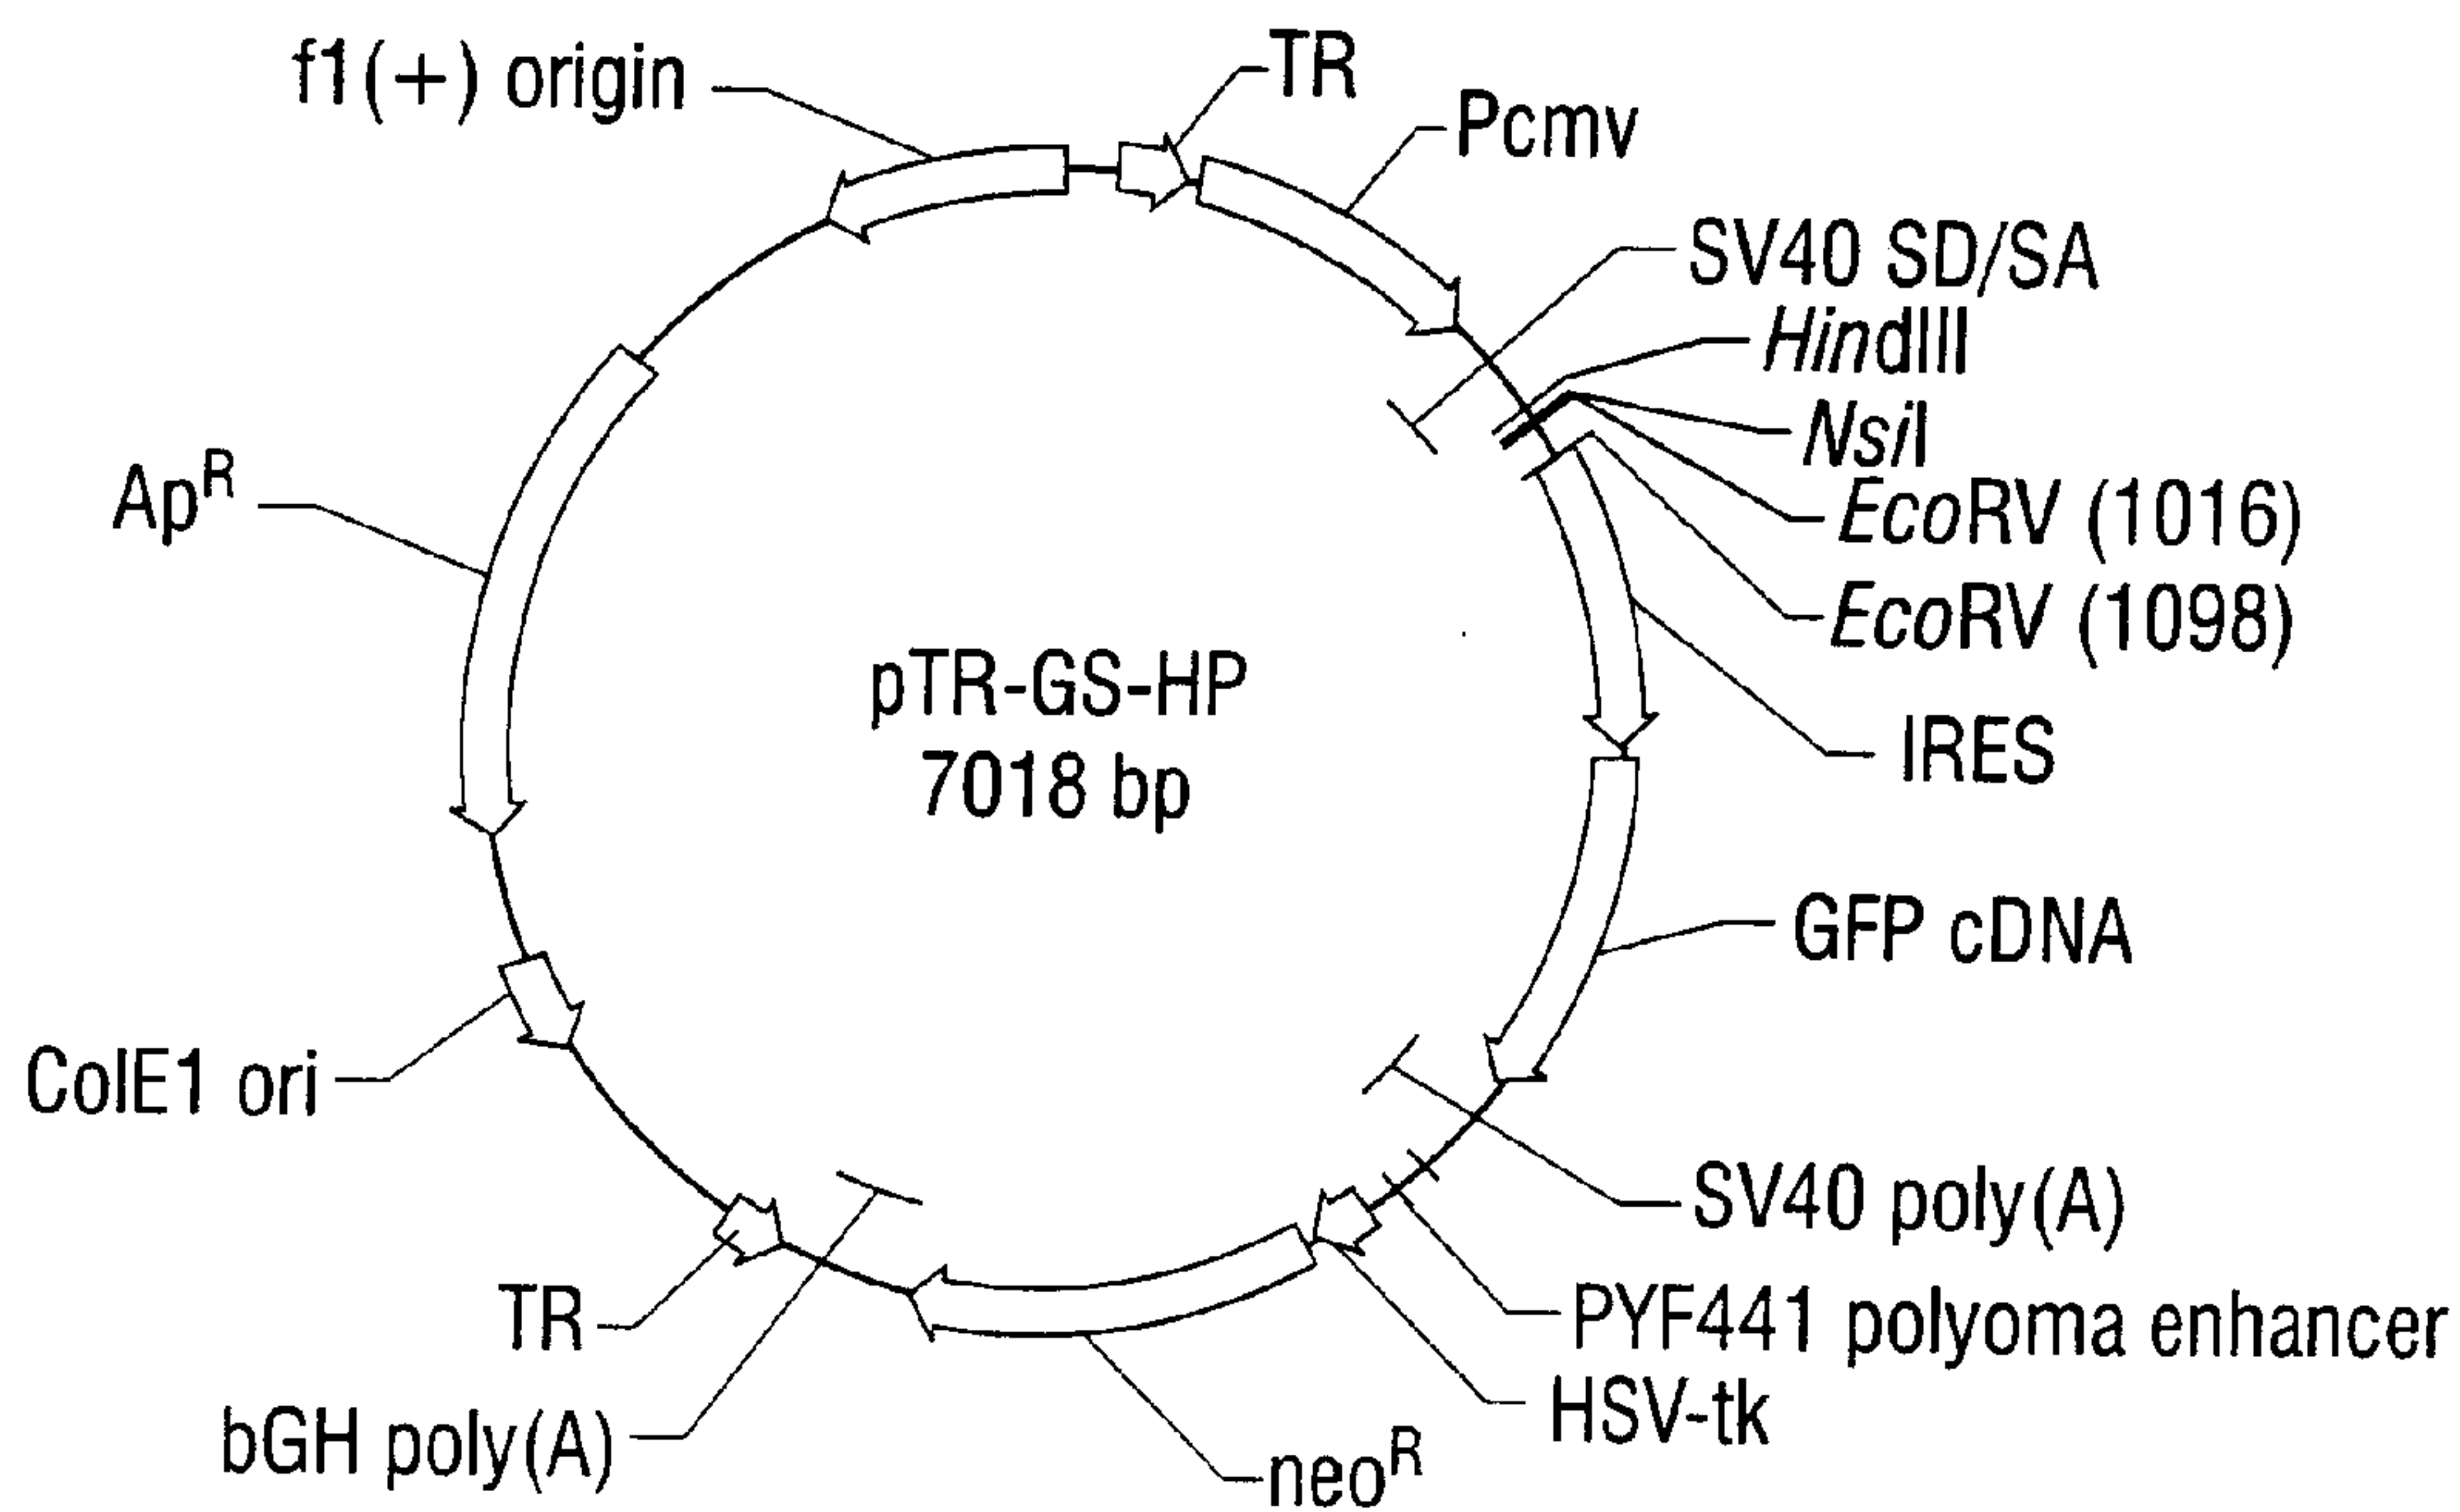 f1(+) origin
TR
Pcmv
SV40 SD/SA
HindIII
NsiI
EcoRV (1016)
EcoRV (1098)
IRES
GFP cDNA
SV40 poly(A)
PYF441 polyoma enhancer
HSV-tk
neoR
bGH poly(A)
TR
ColE1 ori
ApR
pTR-GS-HP
7018 bp